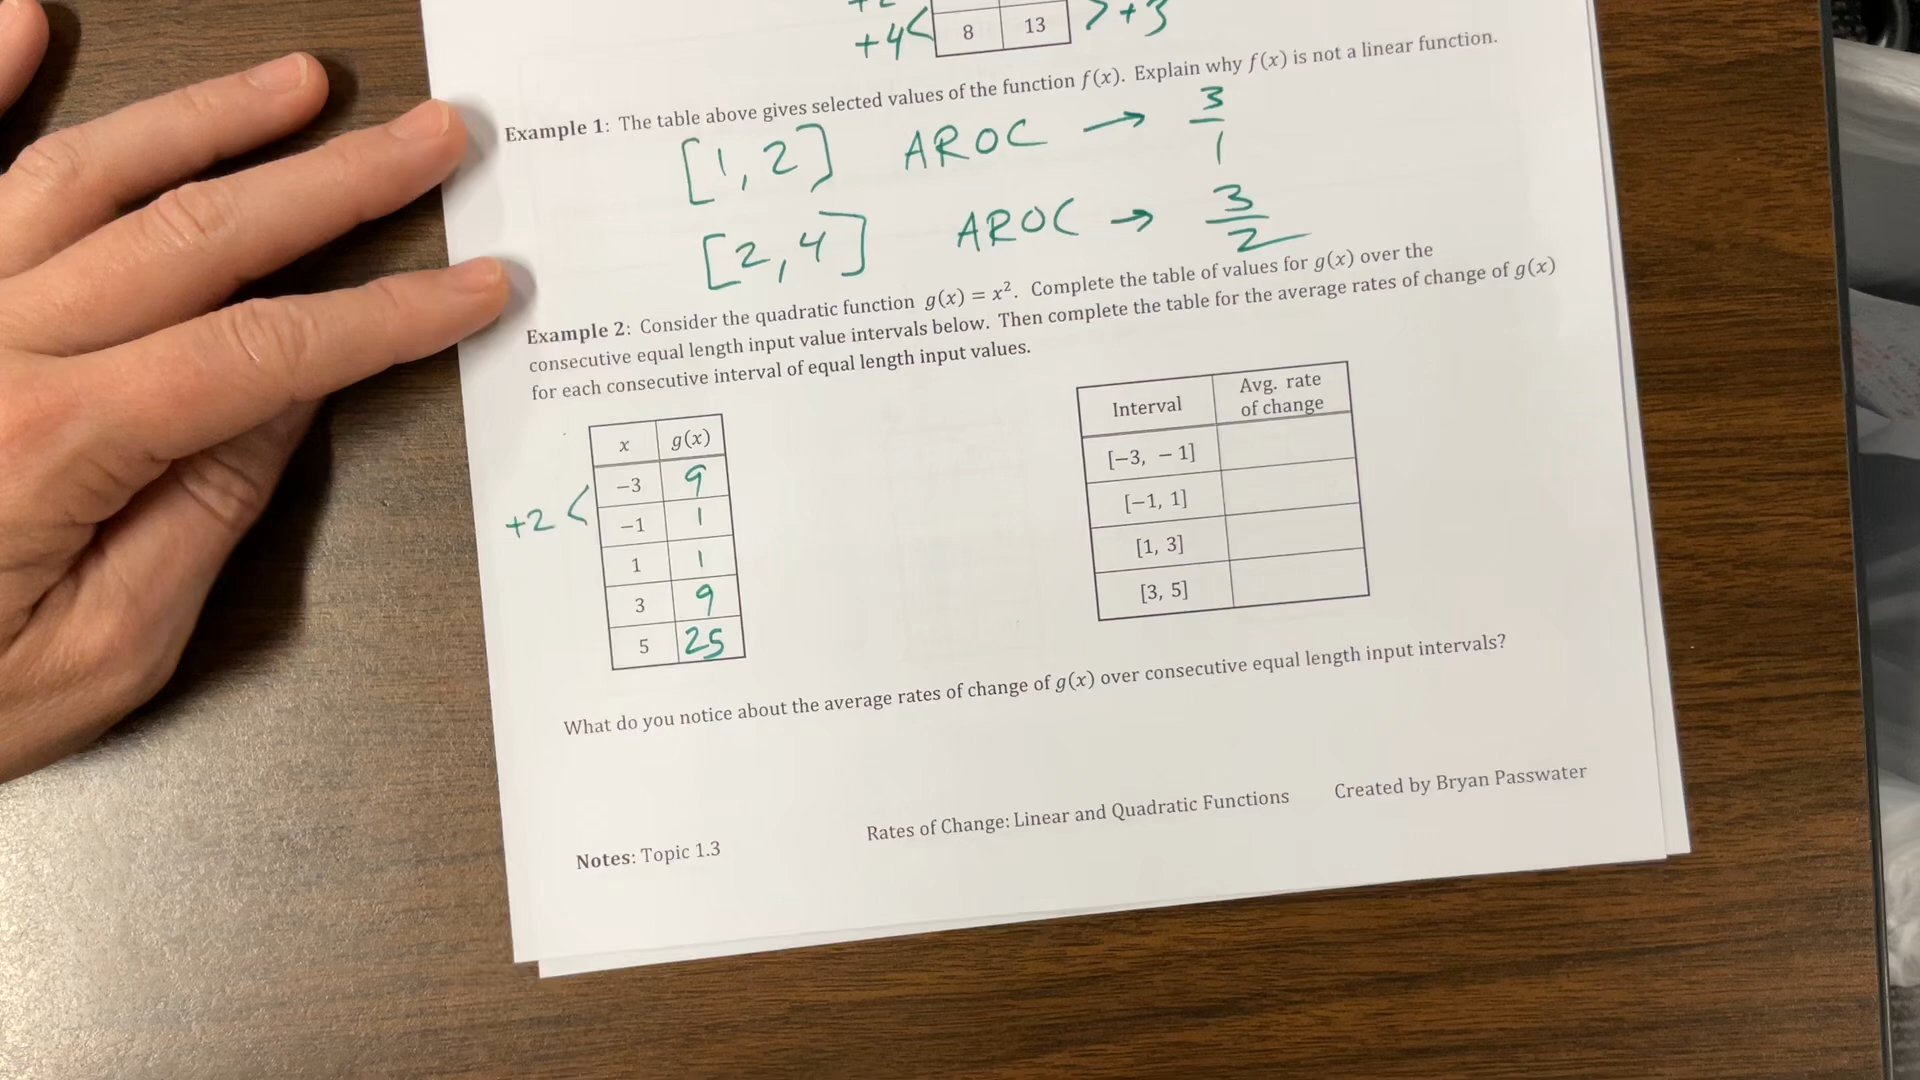 +4< 8 13 >+3
Example 1: The table above gives selected values of the function f(x). Explain why f(x) is not a linear function.
[1, 2] AROC → 3/1
[2, 4] AROC → 3/2
Example 2: Consider the quadratic function g(x) = x². Complete the table of values for g(x) over the
consecutive equal length input value intervals below. Then complete the table for the average rates of change of g(x)
for each consecutive interval of equal length input values.
x g(x)
−3 9
+2 <
−1 1
1 1
3 9
5 25
Interval Avg. rate of change
[−3, −1]
[−1, 1]
[1, 3]
[3, 5]
What do you notice about the average rates of change of g(x) over consecutive equal length input intervals?
Notes: Topic 1.3 Rates of Change: Linear and Quadratic Functions Created by Bryan Passwater